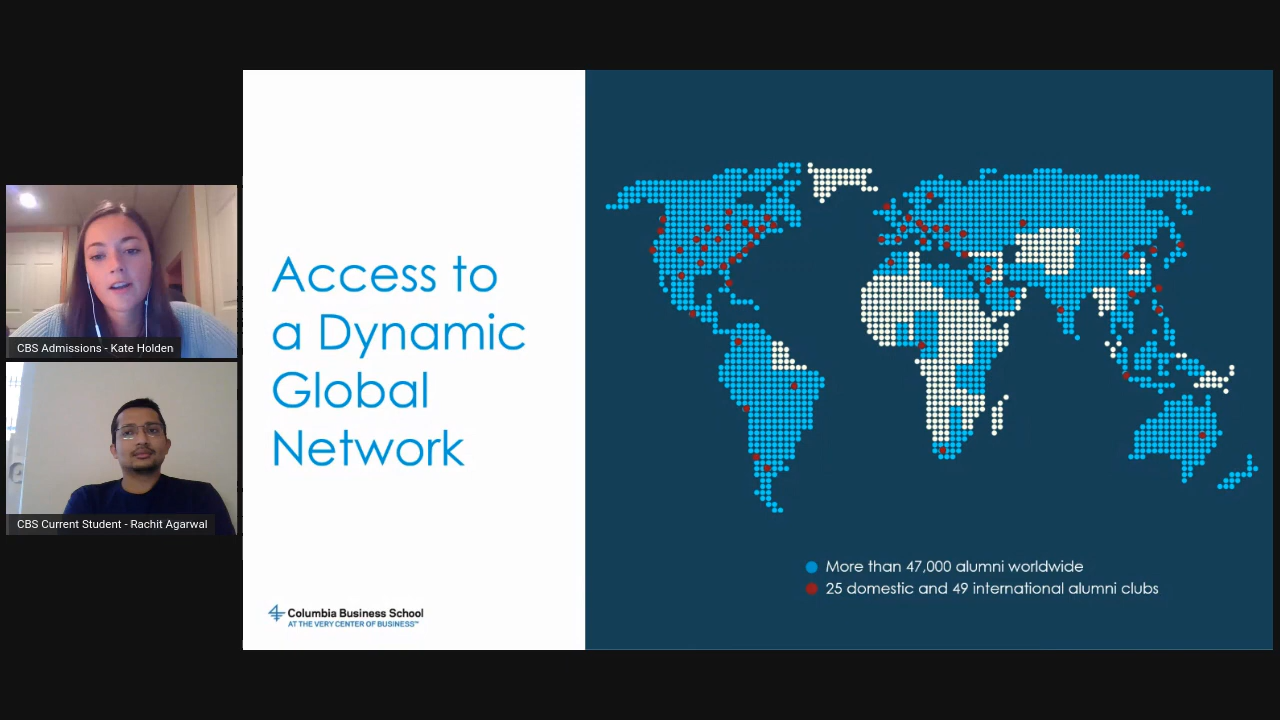 CBS Admissions - Kate Holden
CBS Current Student - Rachit Agarwal
Access to
a Dynamic
Global
Network
Columbia Business School
AT THE VERY CENTER OF BUSINESS™
More than 47,000 alumni worldwide
25 domestic and 49 international alumni clubs